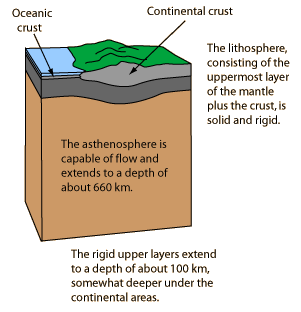 Oceanic
crust
Continental crust
The lithosphere,
consisting of the
uppermost layer
of the mantle
plus the crust, is
solid and rigid.
The asthenosphere is
capable of flow and
extends to a depth of
about 660 km.
The rigid upper layers extend
to a depth of about 100 km,
somewhat deeper under the
continental areas.